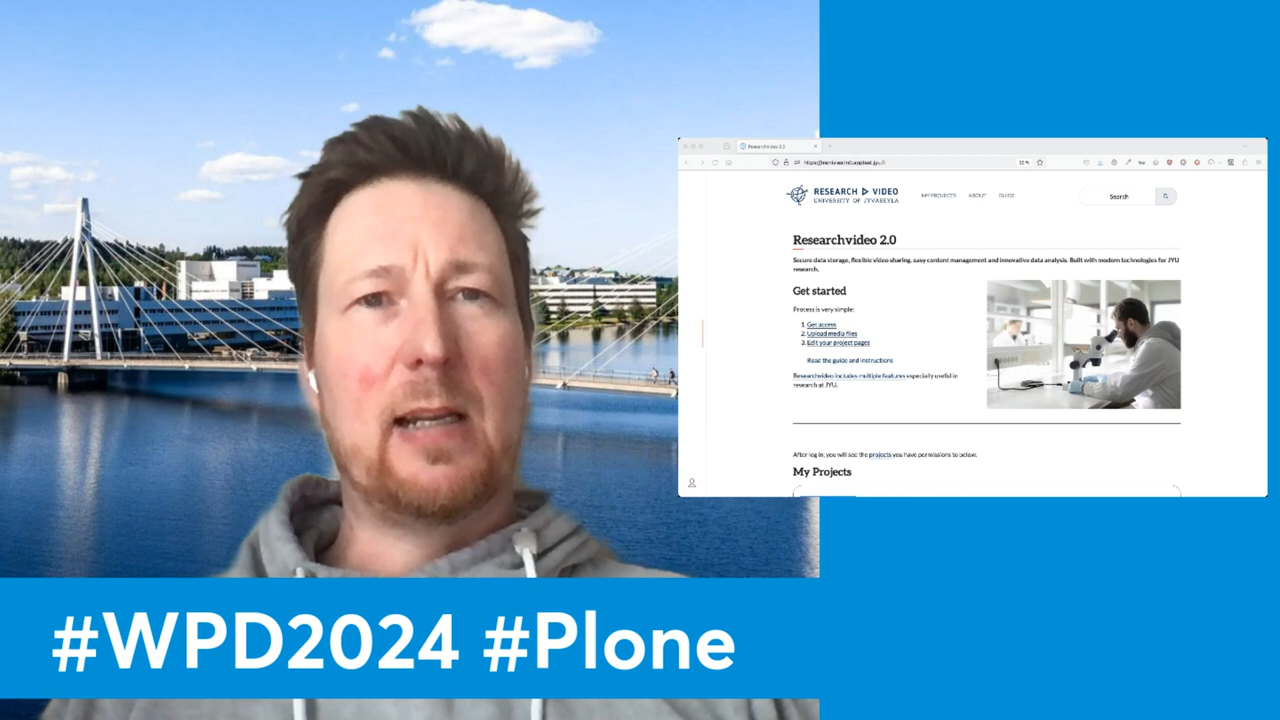 #WPD2024 #Plone
Researchvideo 2.0
RESEARCH VIDEO
UNIVERSITY OF JYVÄSKYLÄ
MY PROJECTS ABOUT GUIDE
Search
Researchvideo 2.0
Secure data storage, flexible video sharing, easy content management and innovative data analysis. Built with modern technologies for JYU
research.
Get started
Process is very simple:
1. Get access
2. Upload media files
3. Edit your project pages
Read the guide and instructions
Researchvideo includes multiple features especially useful in
research at JYU.
After log in, you will see the projects you have permissions to below.
My Projects